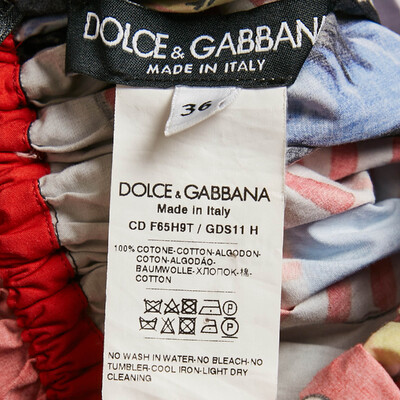 DOLCE & GABBANA
MADE IN ITALY
36
DOLCE & GABBANA
Made in Italy
CD F65H9T / GDS11 H
100% COTONE-COTTON-ALGODON-
COTON-ALGODÃO-
BAUMWOLLE-ХЛОПОК-棉-
COTTON
NO WASH IN WATER-NO BLEACH-NO
TUMBLER-COOL IRON-LIGHT DRY
CLEANING